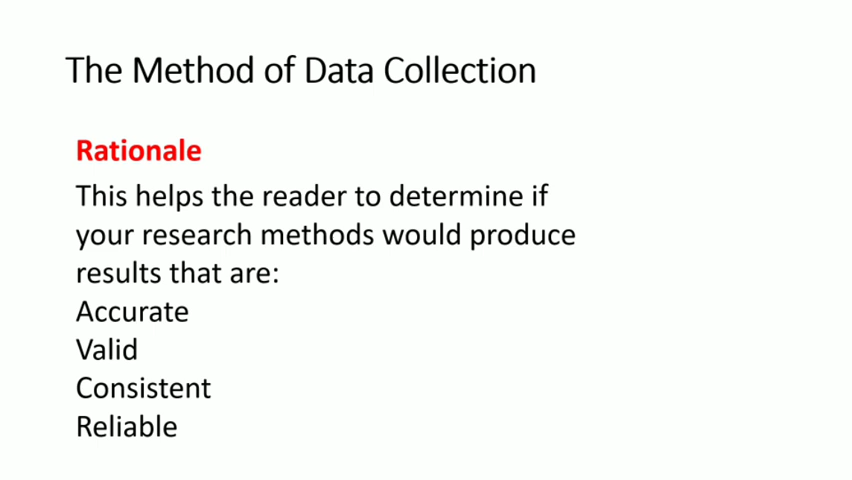 The Method of Data Collection
Rationale
This helps the reader to determine if
your research methods would produce
results that are:
Accurate
Valid
Consistent
Reliable